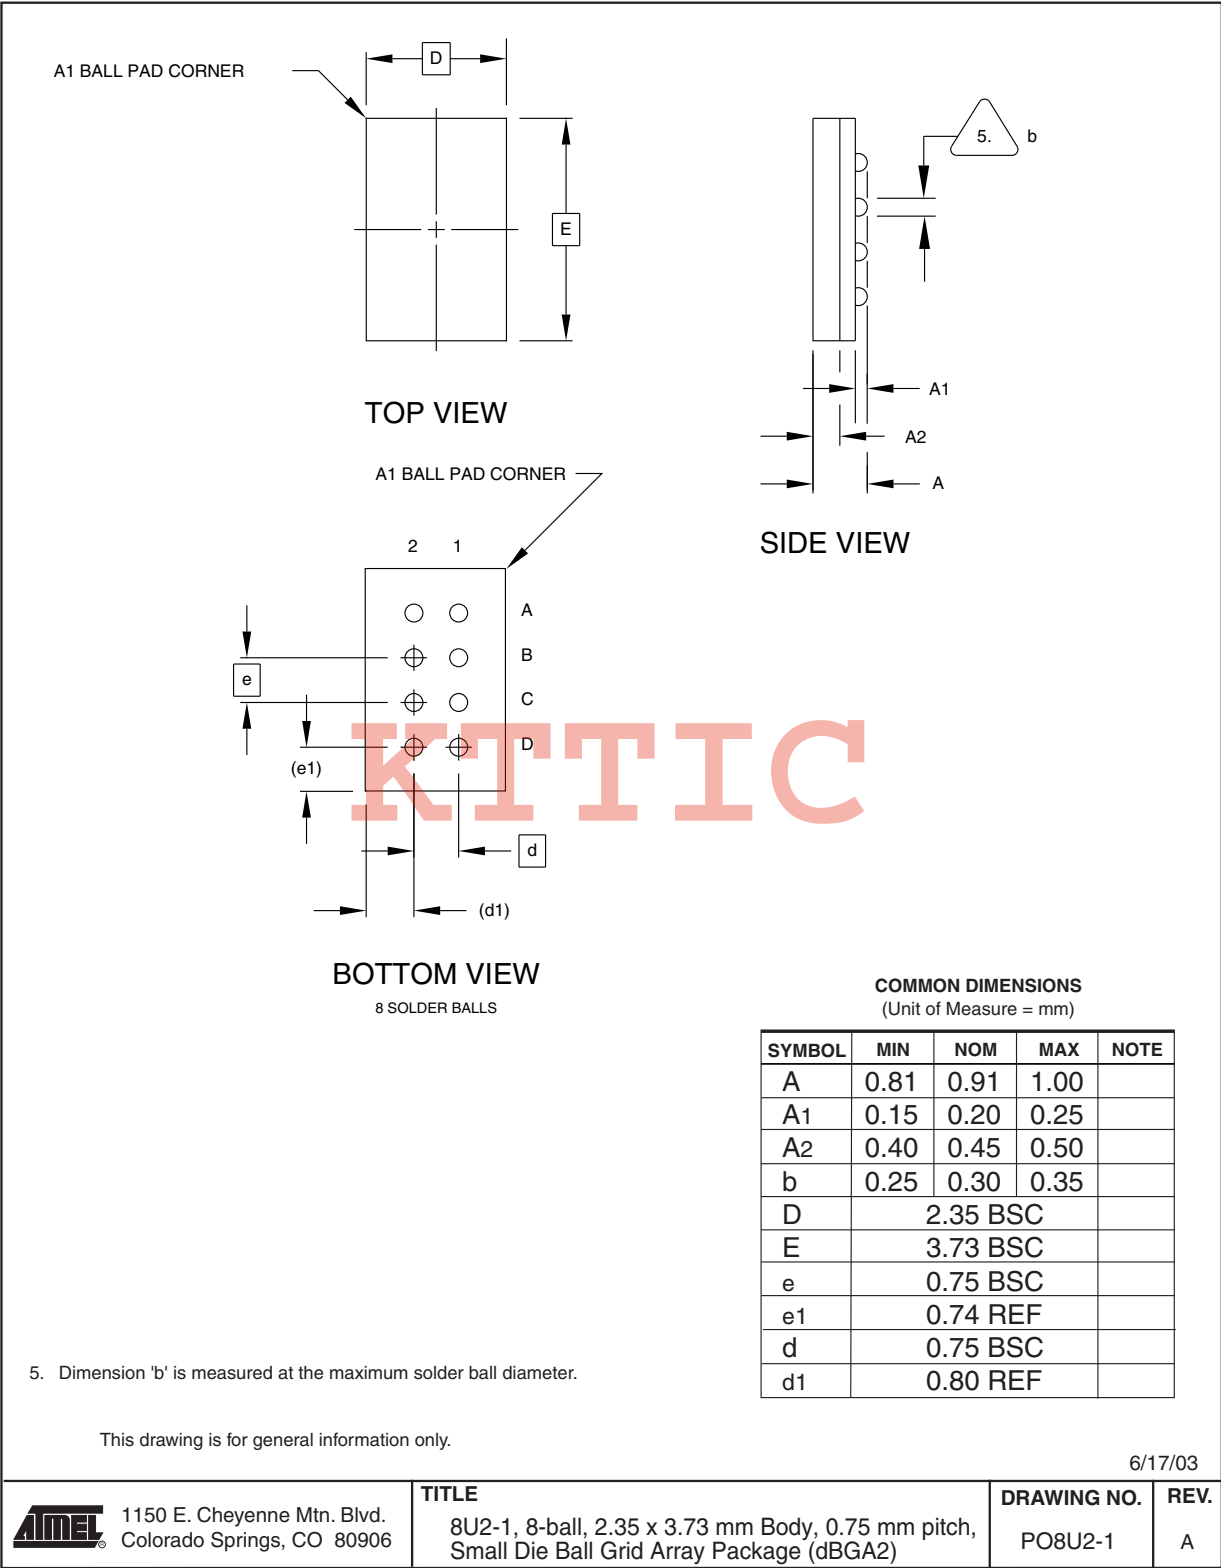 A1 BALL PAD CORNER
D
E
TOP VIEW
5.
b
A1
A2
A
SIDE VIEW
A1 BALL PAD CORNER
2 1
A
B
C
D
e
(e1)
d
(d1)
KTTIC
BOTTOM VIEW
8 SOLDER BALLS
COMMON DIMENSIONS
(Unit of Measure = mm)
SYMBOL MIN NOM MAX NOTE
A 0.81 0.91 1.00
A1 0.15 0.20 0.25
A2 0.40 0.45 0.50
b 0.25 0.30 0.35
D 2.35 BSC
E 3.73 BSC
e 0.75 BSC
e1 0.74 REF
d 0.75 BSC
d1 0.80 REF
5. Dimension 'b' is measured at the maximum solder ball diameter.
This drawing is for general information only.
6/17/03
ATMEL ®
1150 E. Cheyenne Mtn. Blvd.
Colorado Springs, CO 80906
TITLE
8U2-1, 8-ball, 2.35 x 3.73 mm Body, 0.75 mm pitch,
Small Die Ball Grid Array Package (dBGA2)
DRAWING NO.
PO8U2-1
REV.
A